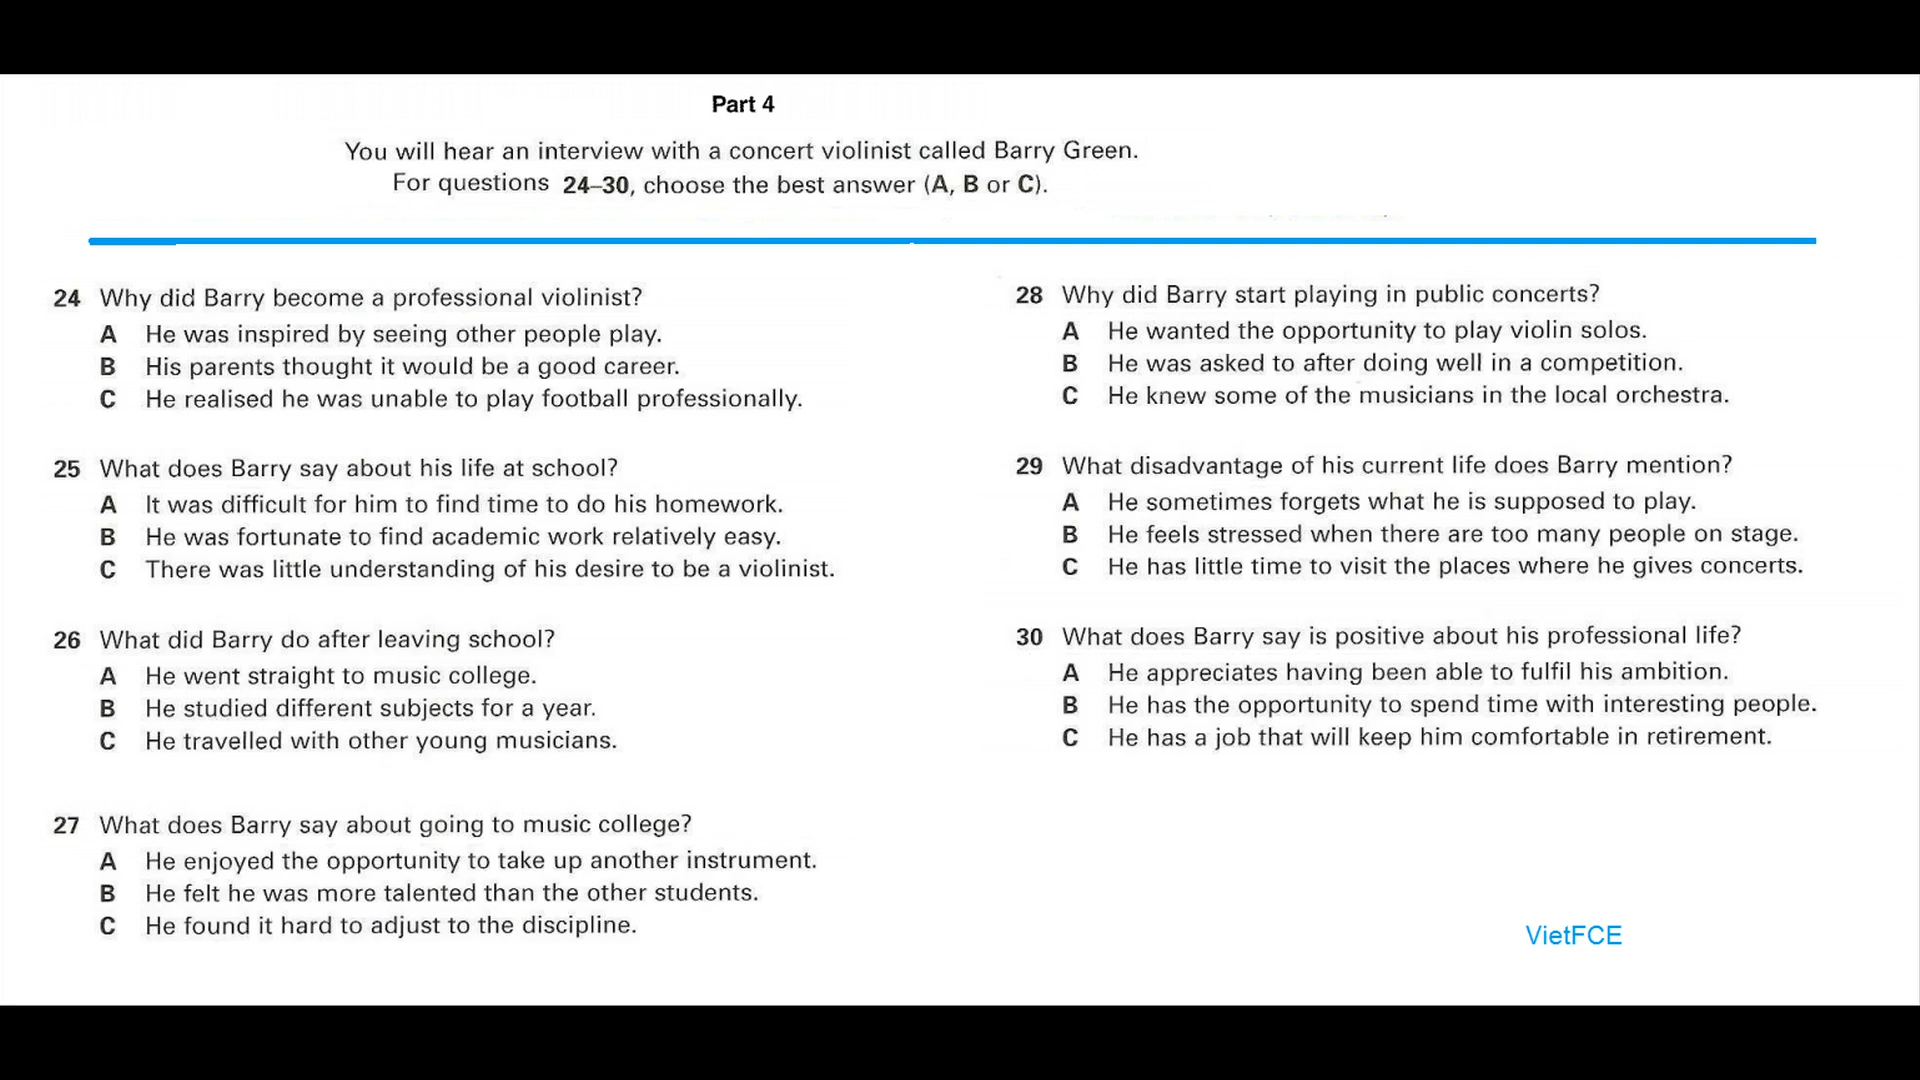 Part 4
You will hear an interview with a concert violinist called Barry Green.
For questions 24–30, choose the best answer (A, B or C).
24 Why did Barry become a professional violinist?
A He was inspired by seeing other people play.
B His parents thought it would be a good career.
C He realised he was unable to play football professionally.
25 What does Barry say about his life at school?
A It was difficult for him to find time to do his homework.
B He was fortunate to find academic work relatively easy.
C There was little understanding of his desire to be a violinist.
26 What did Barry do after leaving school?
A He went straight to music college.
B He studied different subjects for a year.
C He travelled with other young musicians.
27 What does Barry say about going to music college?
A He enjoyed the opportunity to take up another instrument.
B He felt he was more talented than the other students.
C He found it hard to adjust to the discipline.
28 Why did Barry start playing in public concerts?
A He wanted the opportunity to play violin solos.
B He was asked to after doing well in a competition.
C He knew some of the musicians in the local orchestra.
29 What disadvantage of his current life does Barry mention?
A He sometimes forgets what he is supposed to play.
B He feels stressed when there are too many people on stage.
C He has little time to visit the places where he gives concerts.
30 What does Barry say is positive about his professional life?
A He appreciates having been able to fulfil his ambition.
B He has the opportunity to spend time with interesting people.
C He has a job that will keep him comfortable in retirement.
VietFCE